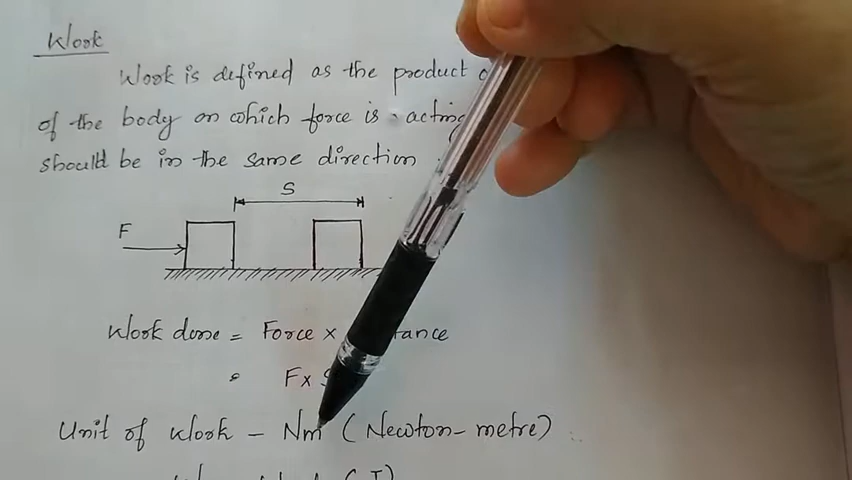 Work
Work is defined as the product
of the body on which force is acting
should be in the same direction.
S
F
Work done = Force × tance
= F×S
Unit of Work - Nm (Newton-metre)
(J)